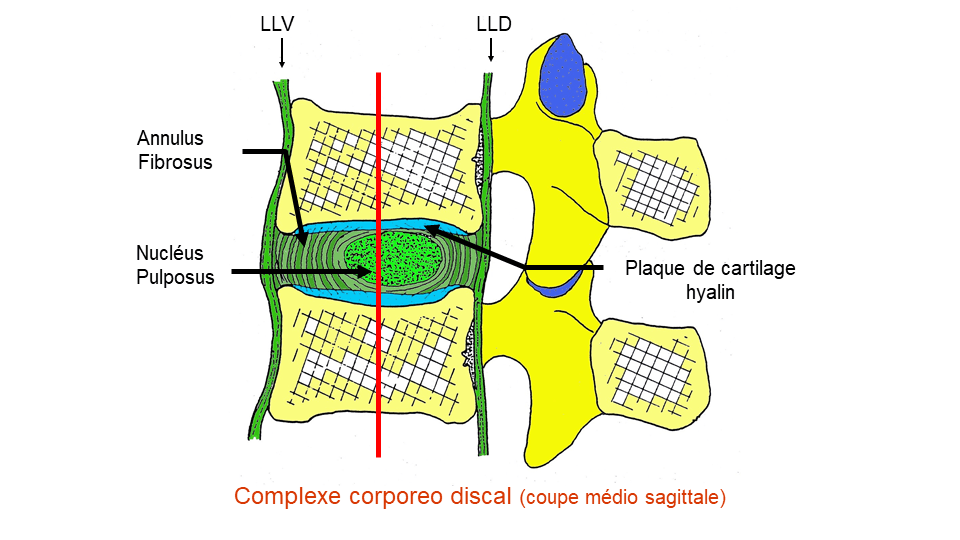 LLV
LLD
Annulus
Fibrosus
Nucléus
Pulposus
Plaque de cartilage
hyalin
Complexe corporeo discal (coupe médio sagittale)